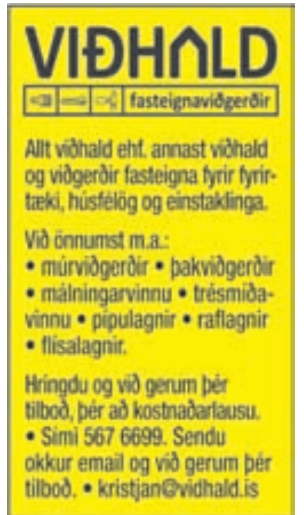 VIÐHALD
fasteignaviðgerðir
Allt viðhald ehf. annast viðhald
og viðgerðir fasteigna fyrir fyrir-
tæki, húsfélög og einstaklinga.
Við önnumst m.a.:
• múrviðgerðir • þakviðgerðir
• málningarvinnu • trésmíða-
vinnu • pípulagnir • raflagnir
• flísalagnir.
Hringdu og við gerum þér
tilboð, þér að kostnaðarlausu.
• Sími 567 6699. Sendu
okkur email og við gerum þér
tilboð. • kristjan@vidhald.is